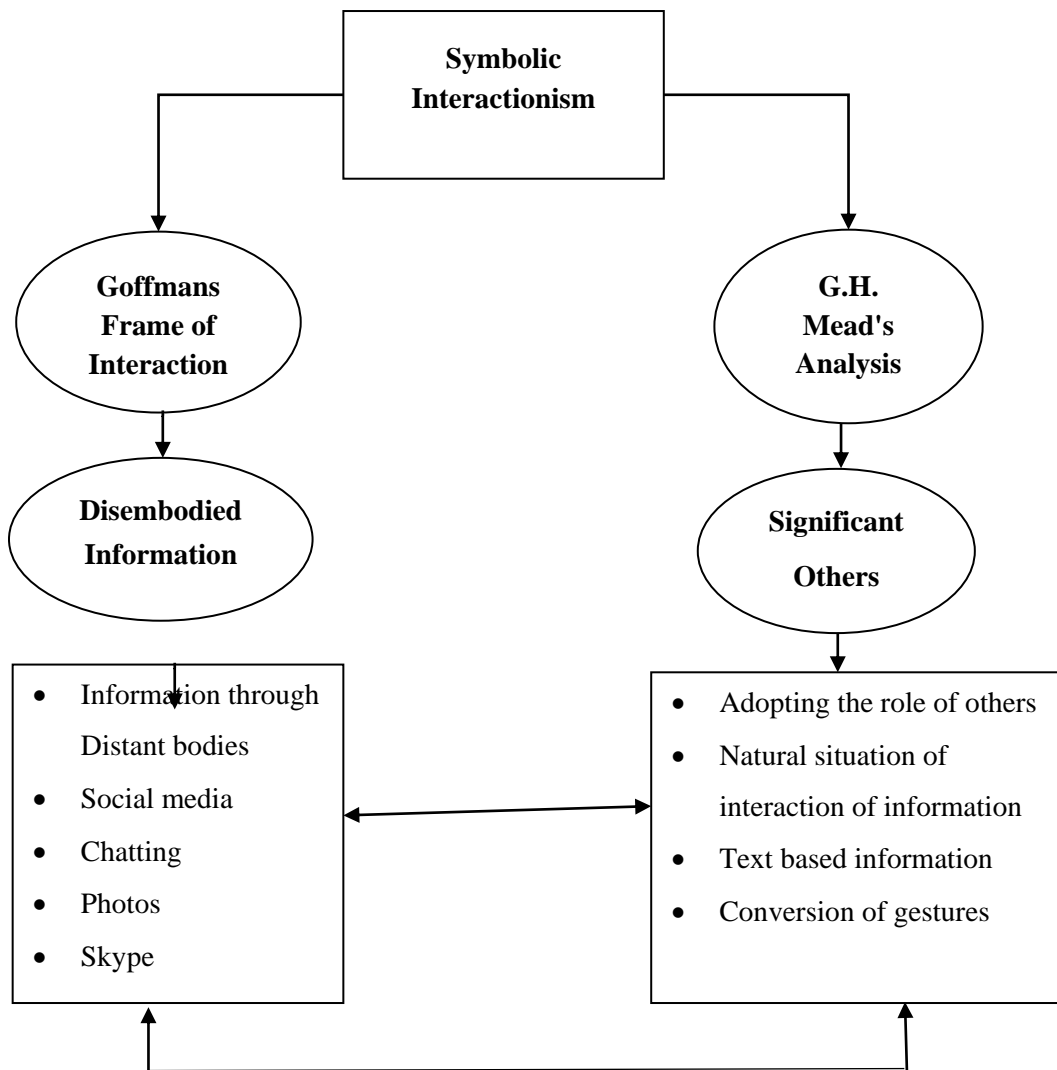 Symbolic
Interactionism
Goffmans
Frame of
Interaction
G.H.
Mead's
Analysis
Disembodied
Information
Significant
Others
• Information through
Distant bodies
• Social media
• Chatting
• Photos
• Skype
• Adopting the role of others
• Natural situation of
interaction of information
• Text based information
• Conversion of gestures